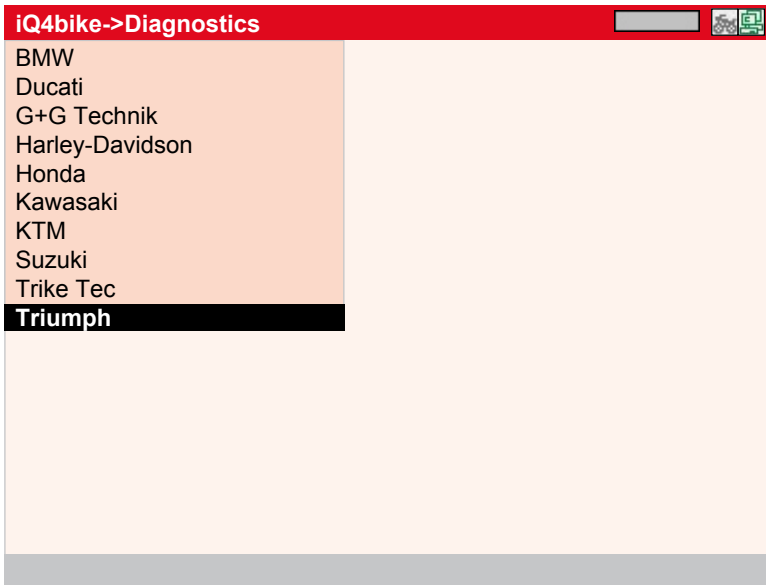 iQ4bike->Diagnostics
BMW
Ducati
G+G Technik
Harley-Davidson
Honda
Kawasaki
KTM
Suzuki
Trike Tec
Triumph